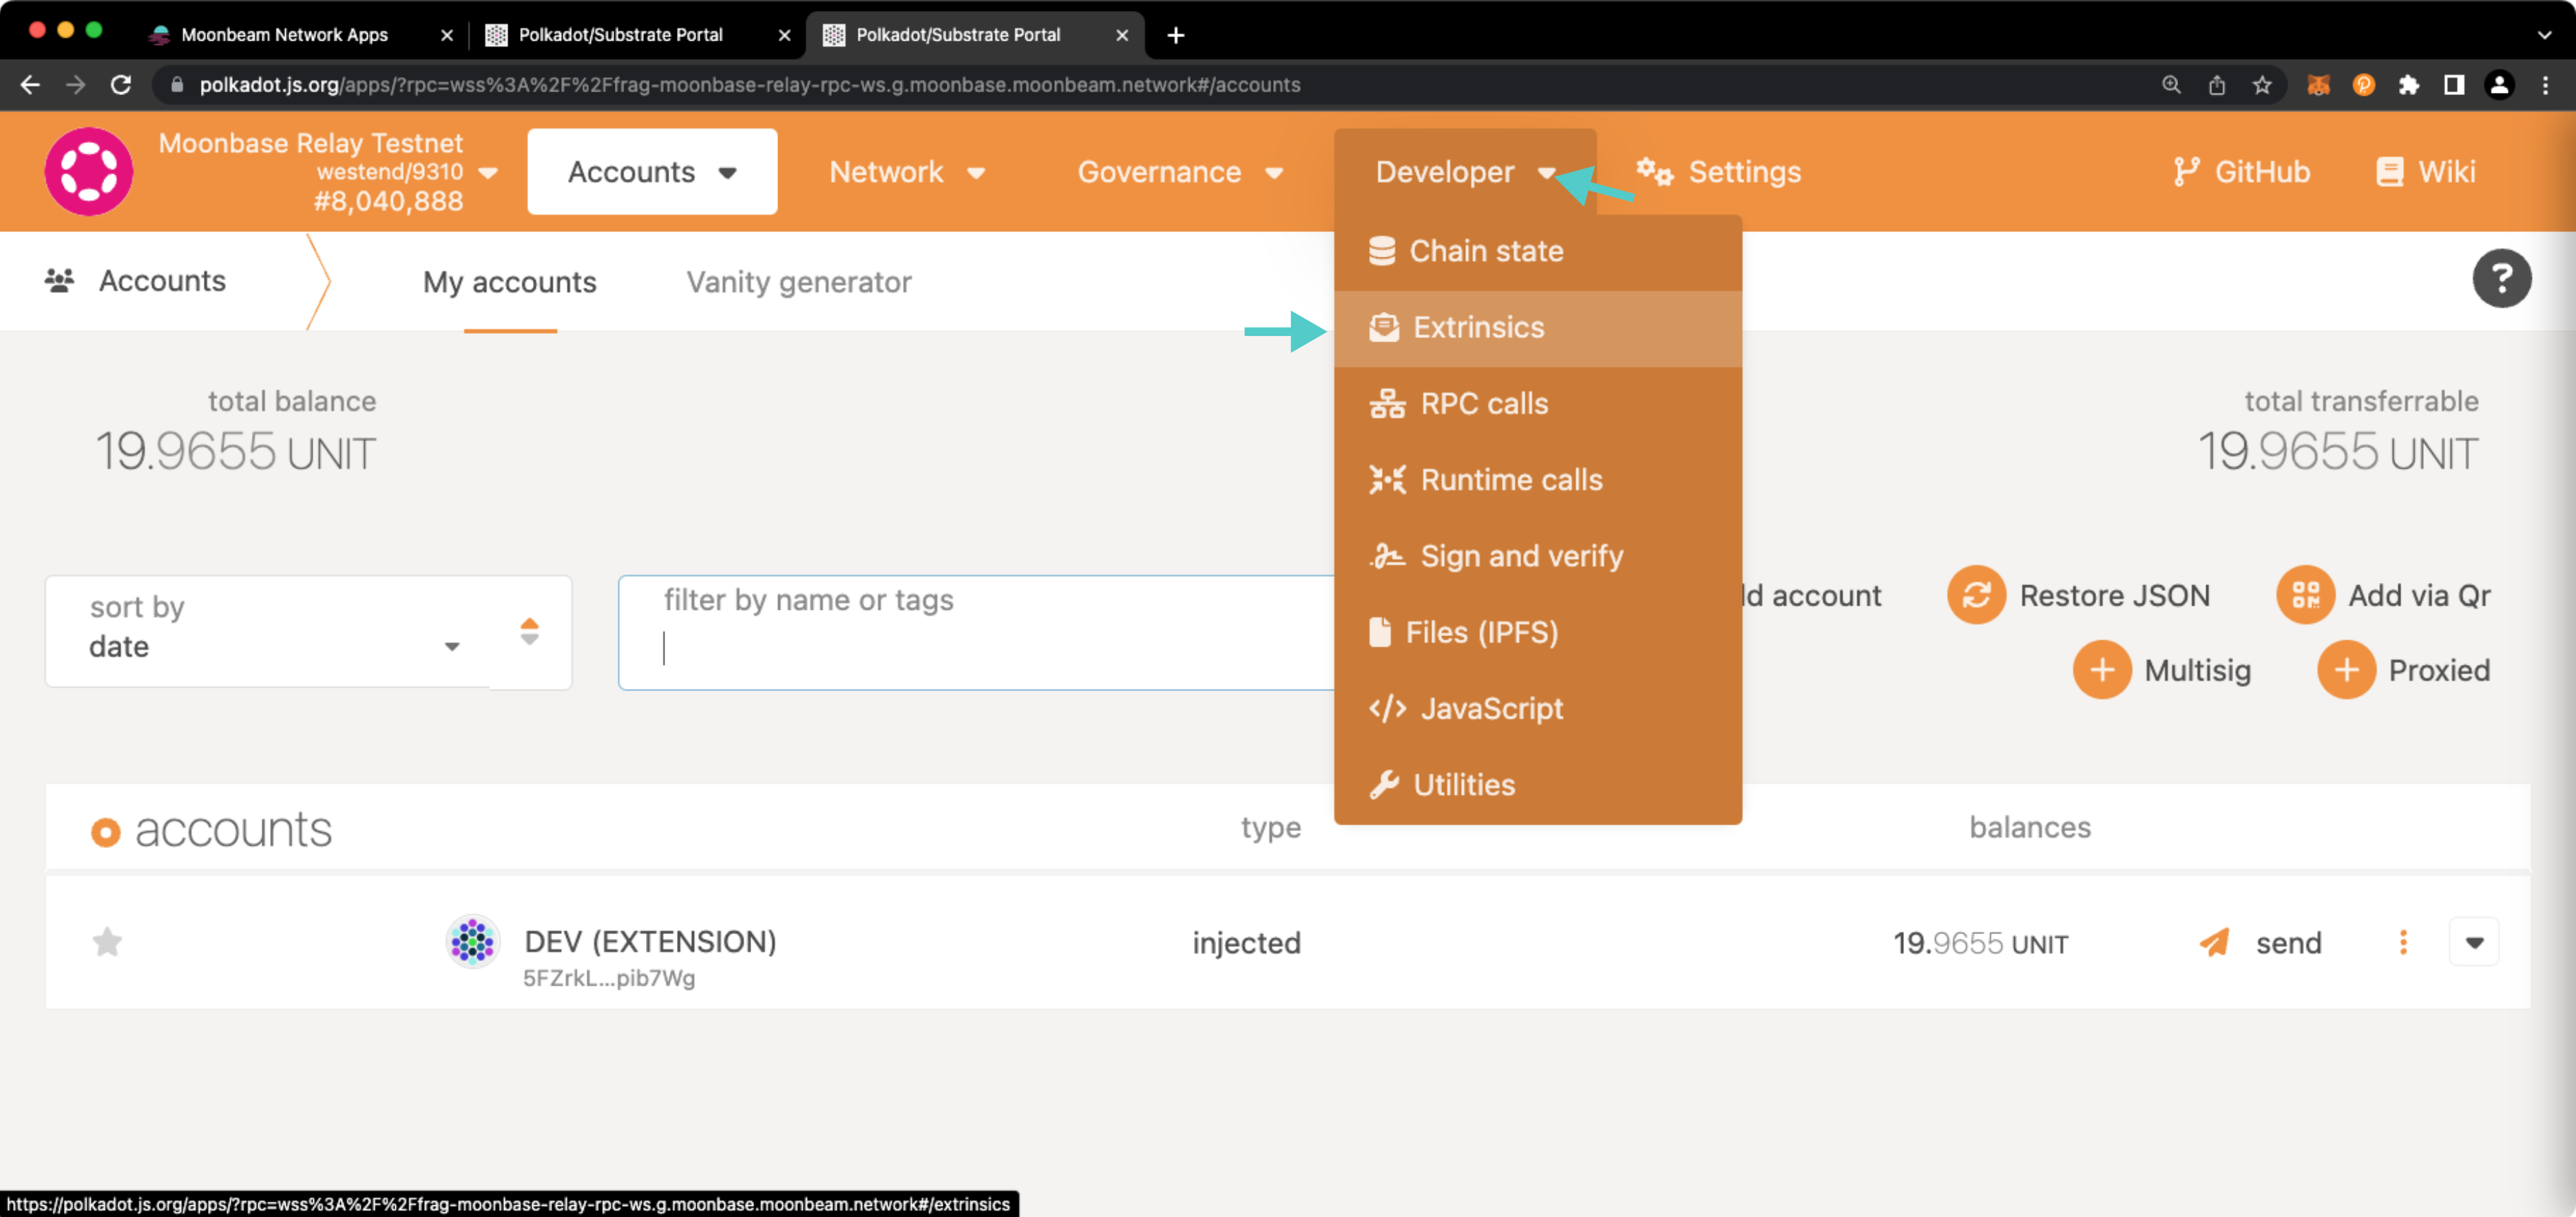 Moonbeam Network Apps
Polkadot/Substrate Portal
Polkadot/Substrate Portal
polkadot.js.org/apps/?rpc=wss%3A%2F%2Ffrag-moonbase-relay-rpc-ws.g.moonbase.moonbeam.network#/accounts
Moonbase Relay Testnet
westend/9310
#8,040,888
Accounts
Network
Governance
Developer
Settings
GitHub
Wiki
Accounts
My accounts
Vanity generator
?
Chain state
Extrinsics
RPC calls
Runtime calls
Sign and verify
Files (IPFS)
JavaScript
Utilities
total balance
19.9655 UNIT
total transferrable
19.9655 UNIT
sort by
date
filter by name or tags
account
Restore JSON
Add via Qr
Multisig
Proxied
accounts
type
balances
DEV (EXTENSION)
5FZrkL...pib7Wg
injected
19.9655 UNIT
send
https://polkadot.js.org/apps/?rpc=wss%3A%2F%2Ffrag-moonbase-relay-rpc-ws.g.moonbase.moonbeam.network#/extrinsics